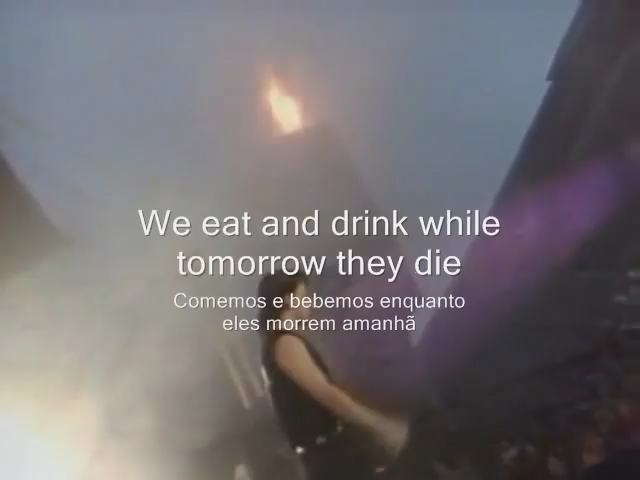 We eat and drink while
tomorrow they die
Comemos e bebemos enquanto
eles morrem amanhã